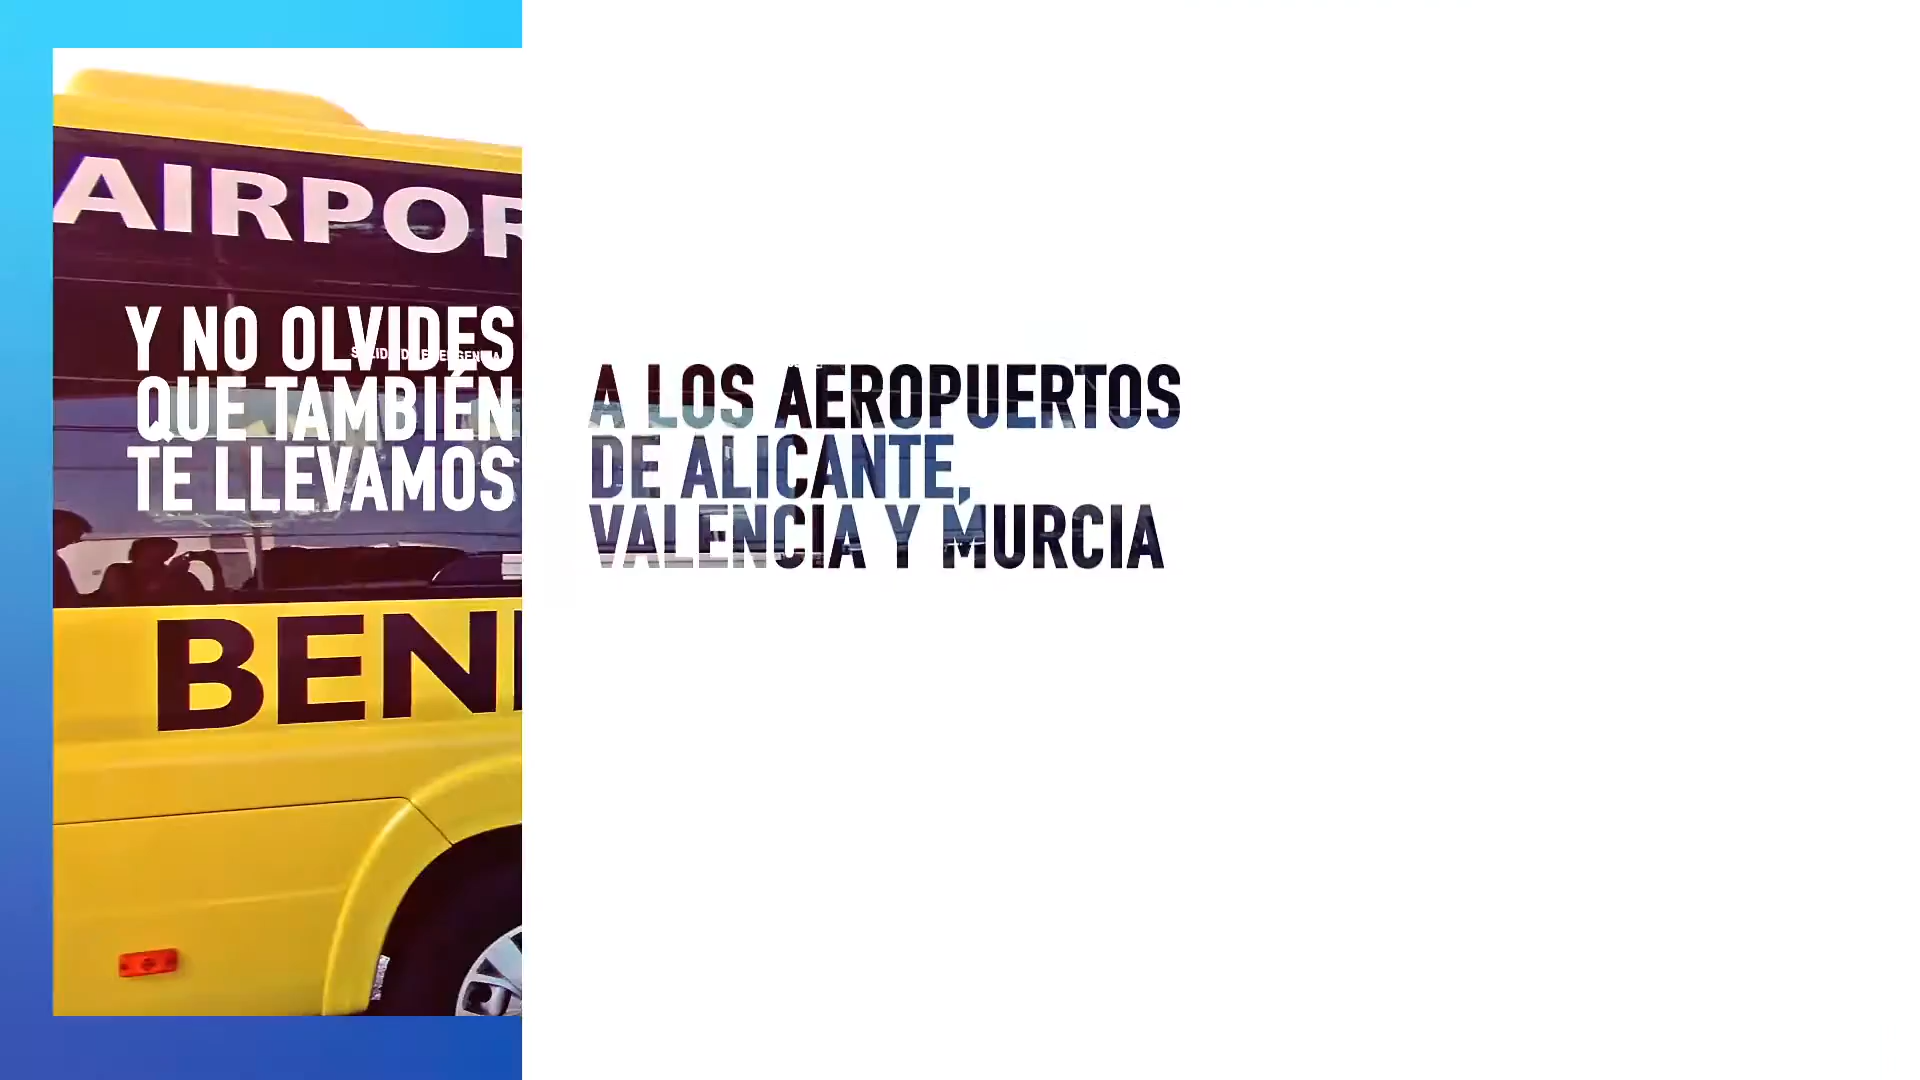 AIRPOR
Y NO OLVIDES
QUE TAMBIÉN
TE LLEVAMOS
A LOS AEROPUERTOS
DE ALICANTE,
VALENCIA Y MURCIA
BEN